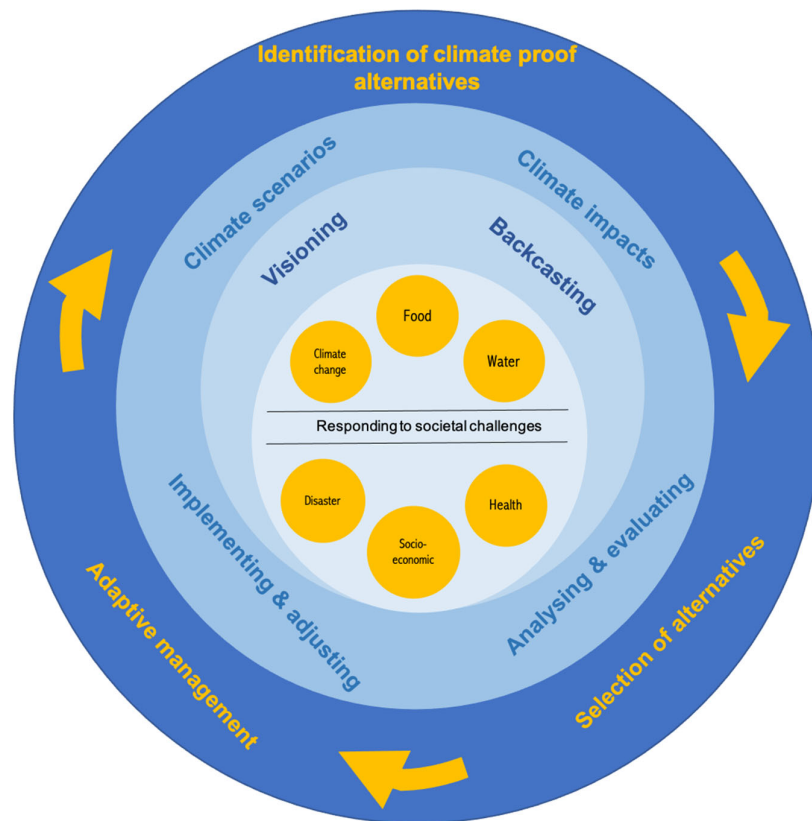 Identification of climate proof
alternatives
Climate scenarios
Climate impacts
Visioning
Backcasting
Food
Climate
change
Water
Responding to societal challenges
Disaster
Health
Socio-
economic
Implementing & adjusting
Analysing & evaluating
Adaptive management
Selection of alternatives